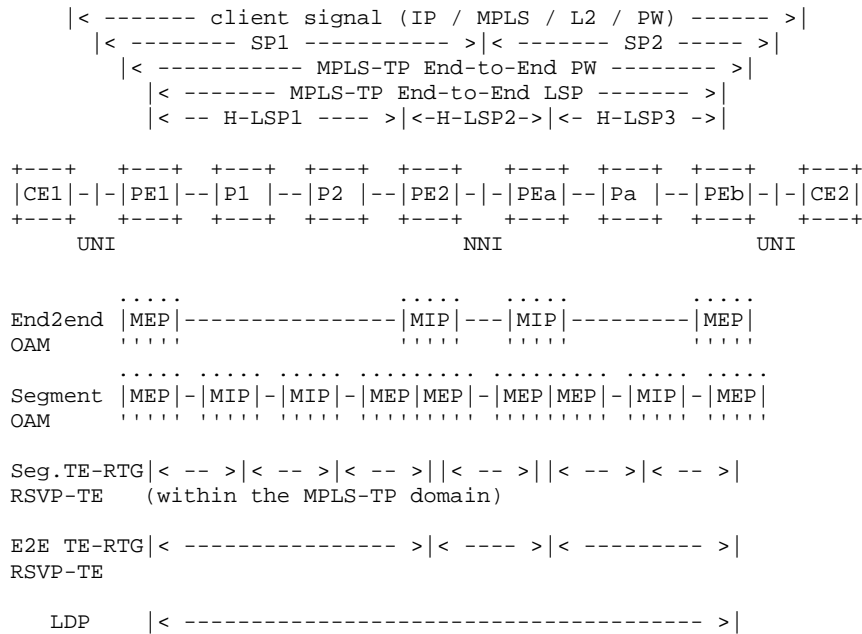 |< ------- client signal (IP / MPLS / L2 / PW) ------ >|
|< -------- SP1 ----------- >|< ------- SP2 ----- >|
|< ----------- MPLS-TP End-to-End PW -------- >|
|< ------- MPLS-TP End-to-End LSP ------- >|
|< -- H-LSP1 ---- >|<-H-LSP2->|<- H-LSP3 ->|
+---+ +---+ +---+ +---+ +---+ +---+ +---+ +---+ +---+
|CE1|-|-|PE1|--|P1 |--|P2 |--|PE2|-|-|PEa|--|Pa |--|PEb|-|-|CE2|
+---+ +---+ +---+ +---+ +---+ +---+ +---+ +---+ +---+
UNI NNI UNI
..... ..... ..... .....
End2end |MEP|----------------|MIP|---|MIP|---------|MEP|
OAM ''''' ''''' ''''' '''''
..... ..... ..... ......... ......... ..... .....
Segment |MEP|-|MIP|-|MIP|-|MEP|MEP|-|MEP|MEP|-|MIP|-|MEP|
OAM ''''' ''''' ''''' ''''''''' ''''''''' ''''' '''''
Seg.TE-RTG|< -- >|< -- >|< -- >||< -- >||< -- >|< -- >|
RSVP-TE (within the MPLS-TP domain)
E2E TE-RTG|< ---------------- >|< ---- >|< --------- >|
RSVP-TE
LDP |< --------------------------------------- >|